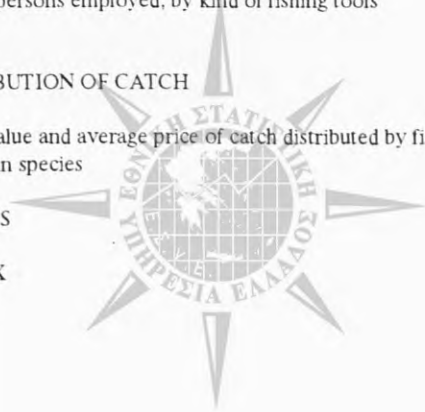 persons employed, by kind of fishing tools
BUTION OF CATCH
alue and average price of catch distributed by fi
n species
S
X
ΕΘΝΙΚΗ ΣΤΑΤΙΣΤΙΚΗ
ΥΠΗΡΕΣΙΑ ΕΛΛΑΔΟΣ
Ε.Σ.Υ.Ε.